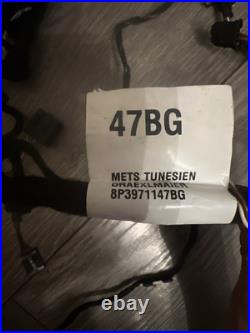 47BG
METS TUNESIEN
DRAEXLMAIER
8P3971147BG